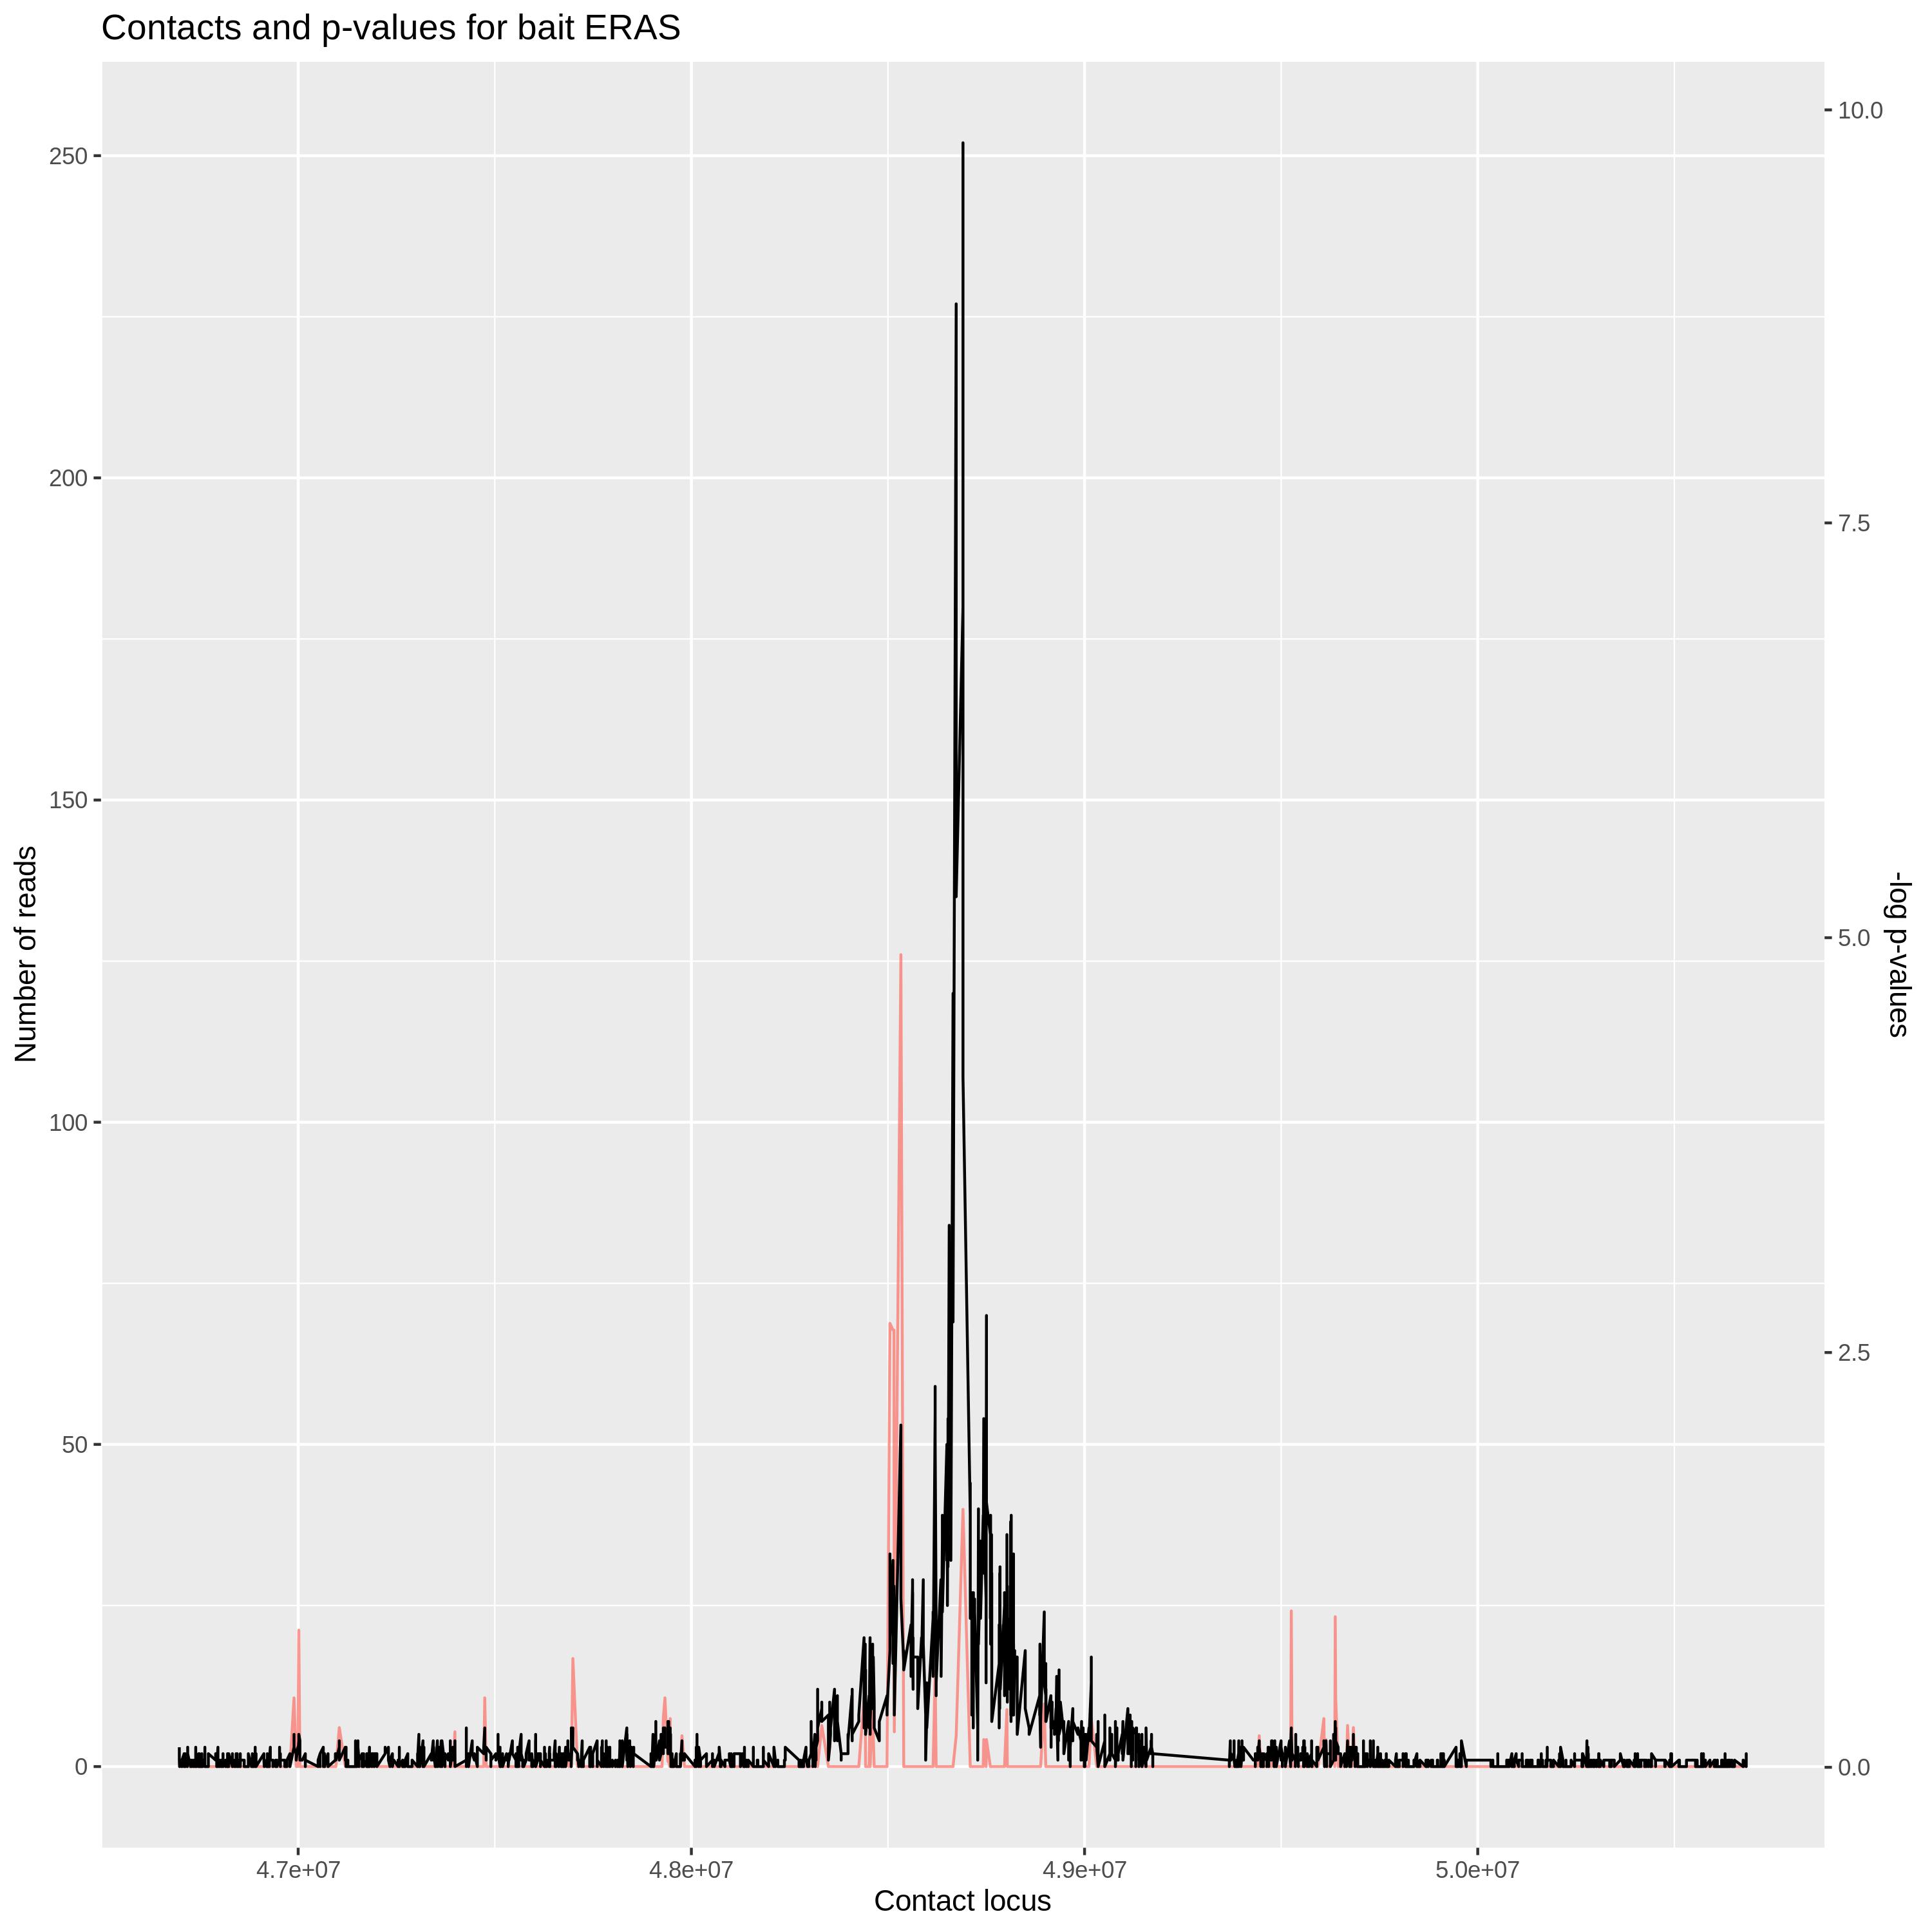 Contacts and p-values for bait ERAS
250
200
150
100
50
0
Number of reads
10.0
7.5
5.0
2.5
0.0
-log p-values
4.7e+07
4.8e+07
4.9e+07
5.0e+07
Contact locus